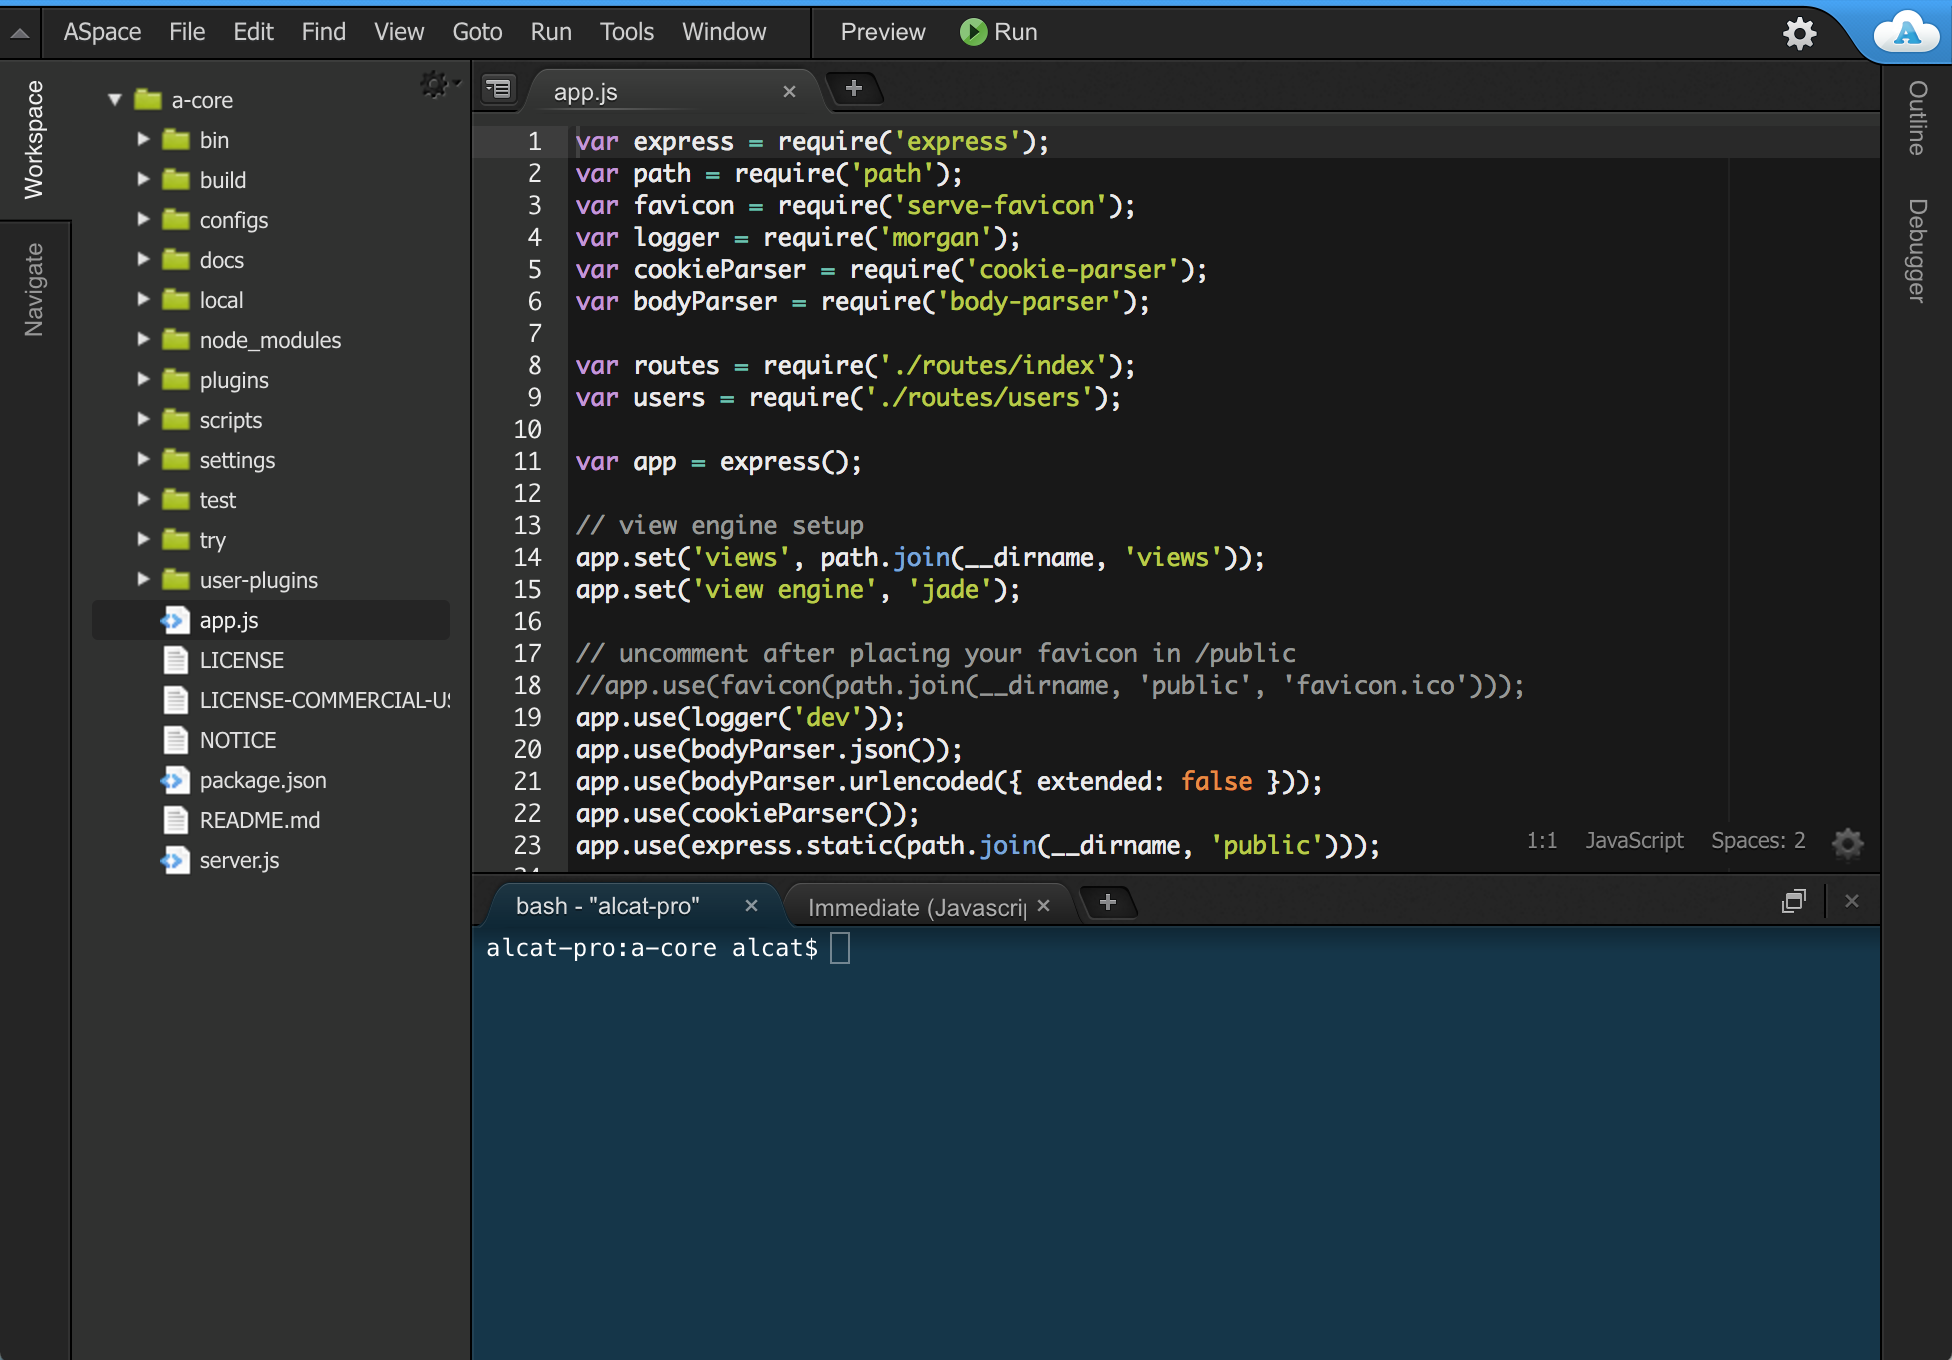 ASpace File Edit Find View Goto Run Tools Window Preview Run
Workspace
Navigate
a-core
bin
build
configs
docs
local
node_modules
plugins
scripts
settings
test
try
user-plugins
app.js
LICENSE
LICENSE-COMMERCIAL-US
NOTICE
package.json
README.md
server.js
app.js
1 var express = require('express');
2 var path = require('path');
3 var favicon = require('serve-favicon');
4 var logger = require('morgan');
5 var cookieParser = require('cookie-parser');
6 var bodyParser = require('body-parser');
7
8 var routes = require('./routes/index');
9 var users = require('./routes/users');
10
11 var app = express();
12
13 // view engine setup
14 app.set('views', path.join(__dirname, 'views'));
15 app.set('view engine', 'jade');
16
17 // uncomment after placing your favicon in /public
18 //app.use(favicon(path.join(__dirname, 'public', 'favicon.ico')));
19 app.use(logger('dev'));
20 app.use(bodyParser.json());
21 app.use(bodyParser.urlencoded({ extended: false }));
22 app.use(cookieParser());
23 app.use(express.static(path.join(__dirname, 'public')));
1:1 JavaScript Spaces: 2
bash - "alcat-pro" Immediate (Javascrip
alcat-pro:a-core alcat$
Outline
Debugger
A